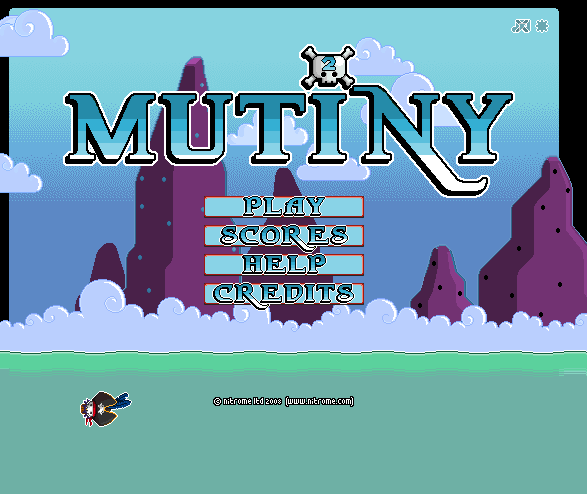 2
MUTINY
PLAY
SCORES
HELP
CREDITS
© nitrome ltd 2008 (www.nitrome.com)